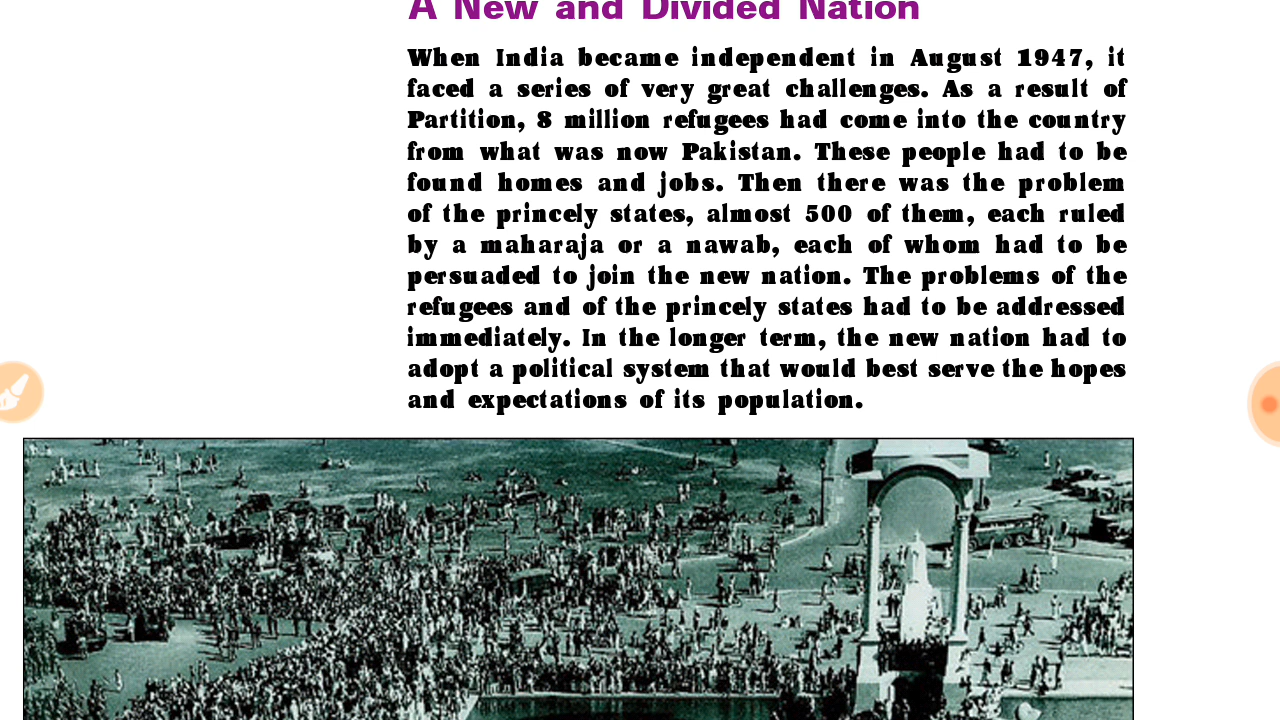 A New and Divided Nation
When India became independent in August 1947, it
faced a series of very great challenges. As a result of
Partition, 8 million refugees had come into the country
from what was now Pakistan. These people had to be
found homes and jobs. Then there was the problem
of the princely states, almost 500 of them, each ruled
by a maharaja or a nawab, each of whom had to be
persuaded to join the new nation. The problems of the
refugees and of the princely states had to be addressed
immediately. In the longer term, the new nation had to
adopt a political system that would best serve the hopes
and expectations of its population.